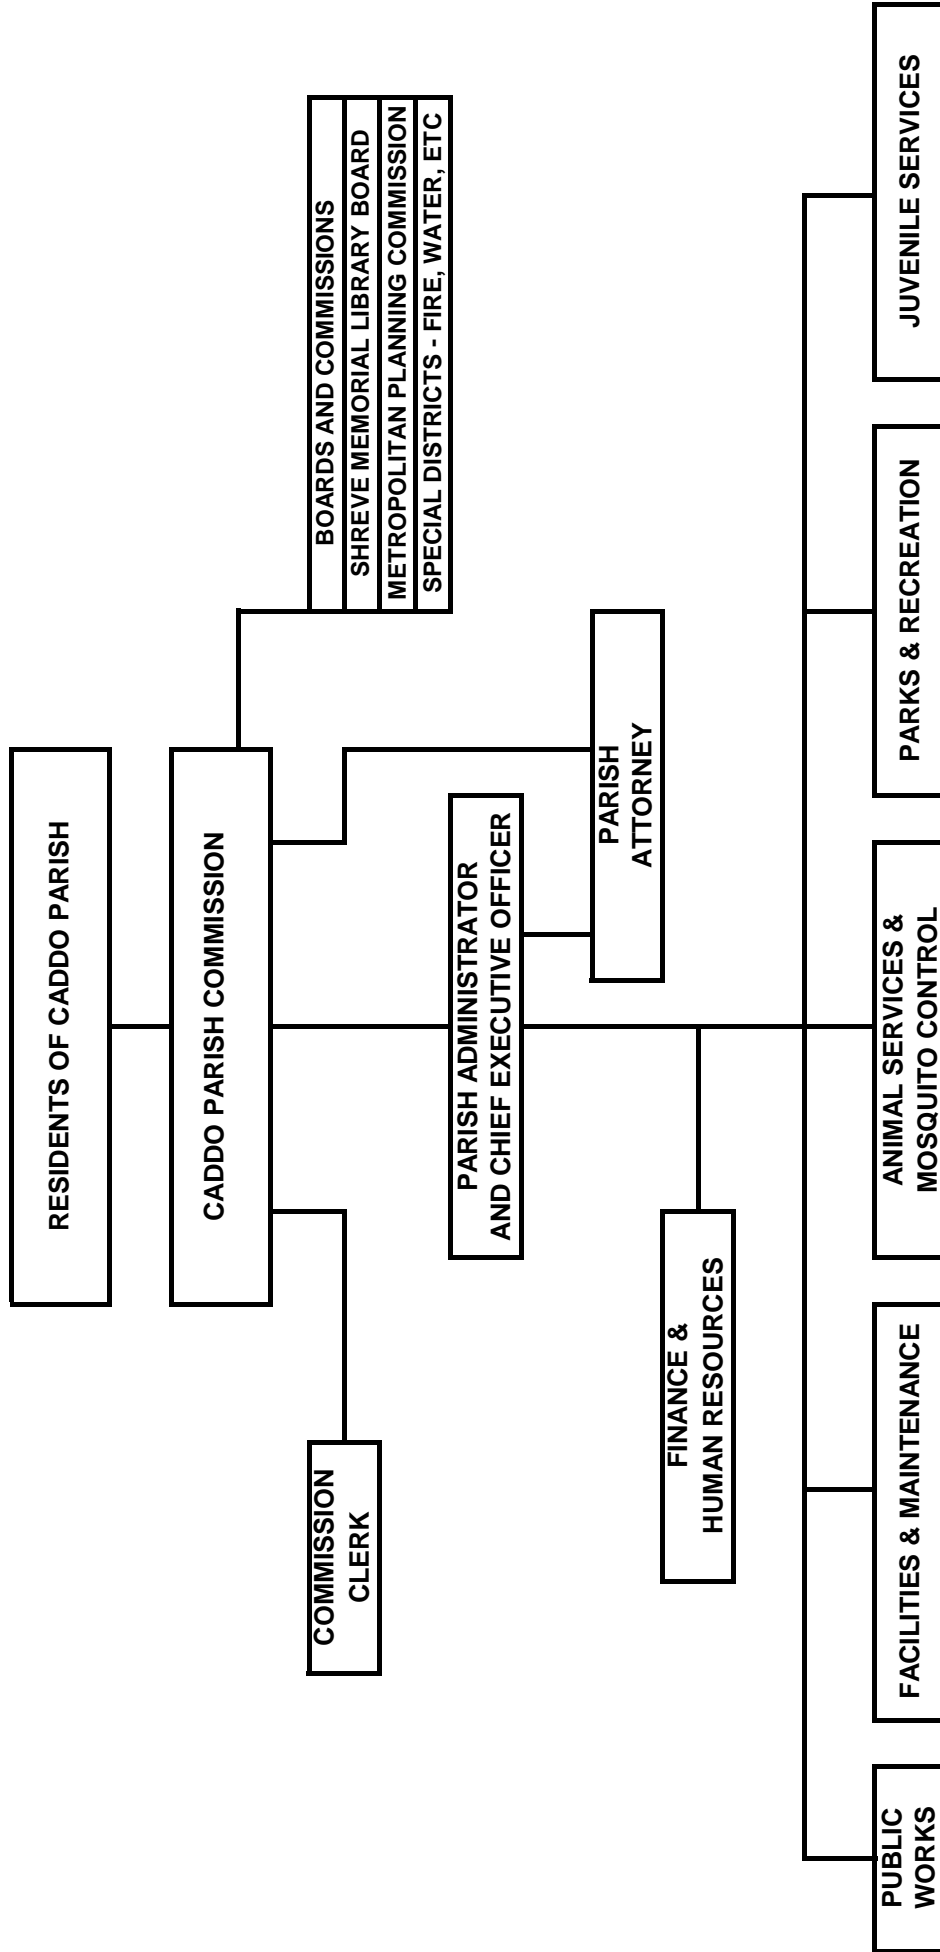 RESIDENTS OF CADDO PARISH
CADDO PARISH COMMISSION
COMMISSION
CLERK
BOARDS AND COMMISSIONS
SHREVE MEMORIAL LIBRARY BOARD
METROPOLITAN PLANNING COMMISSION
SPECIAL DISTRICTS - FIRE, WATER, ETC
PARISH ADMINISTRATOR
AND CHIEF EXECUTIVE OFFICER
PARISH
ATTORNEY
FINANCE &
HUMAN RESOURCES
PUBLIC
WORKS
FACILITIES & MAINTENANCE
ANIMAL SERVICES &
MOSQUITO CONTROL
PARKS & RECREATION
JUVENILE SERVICES